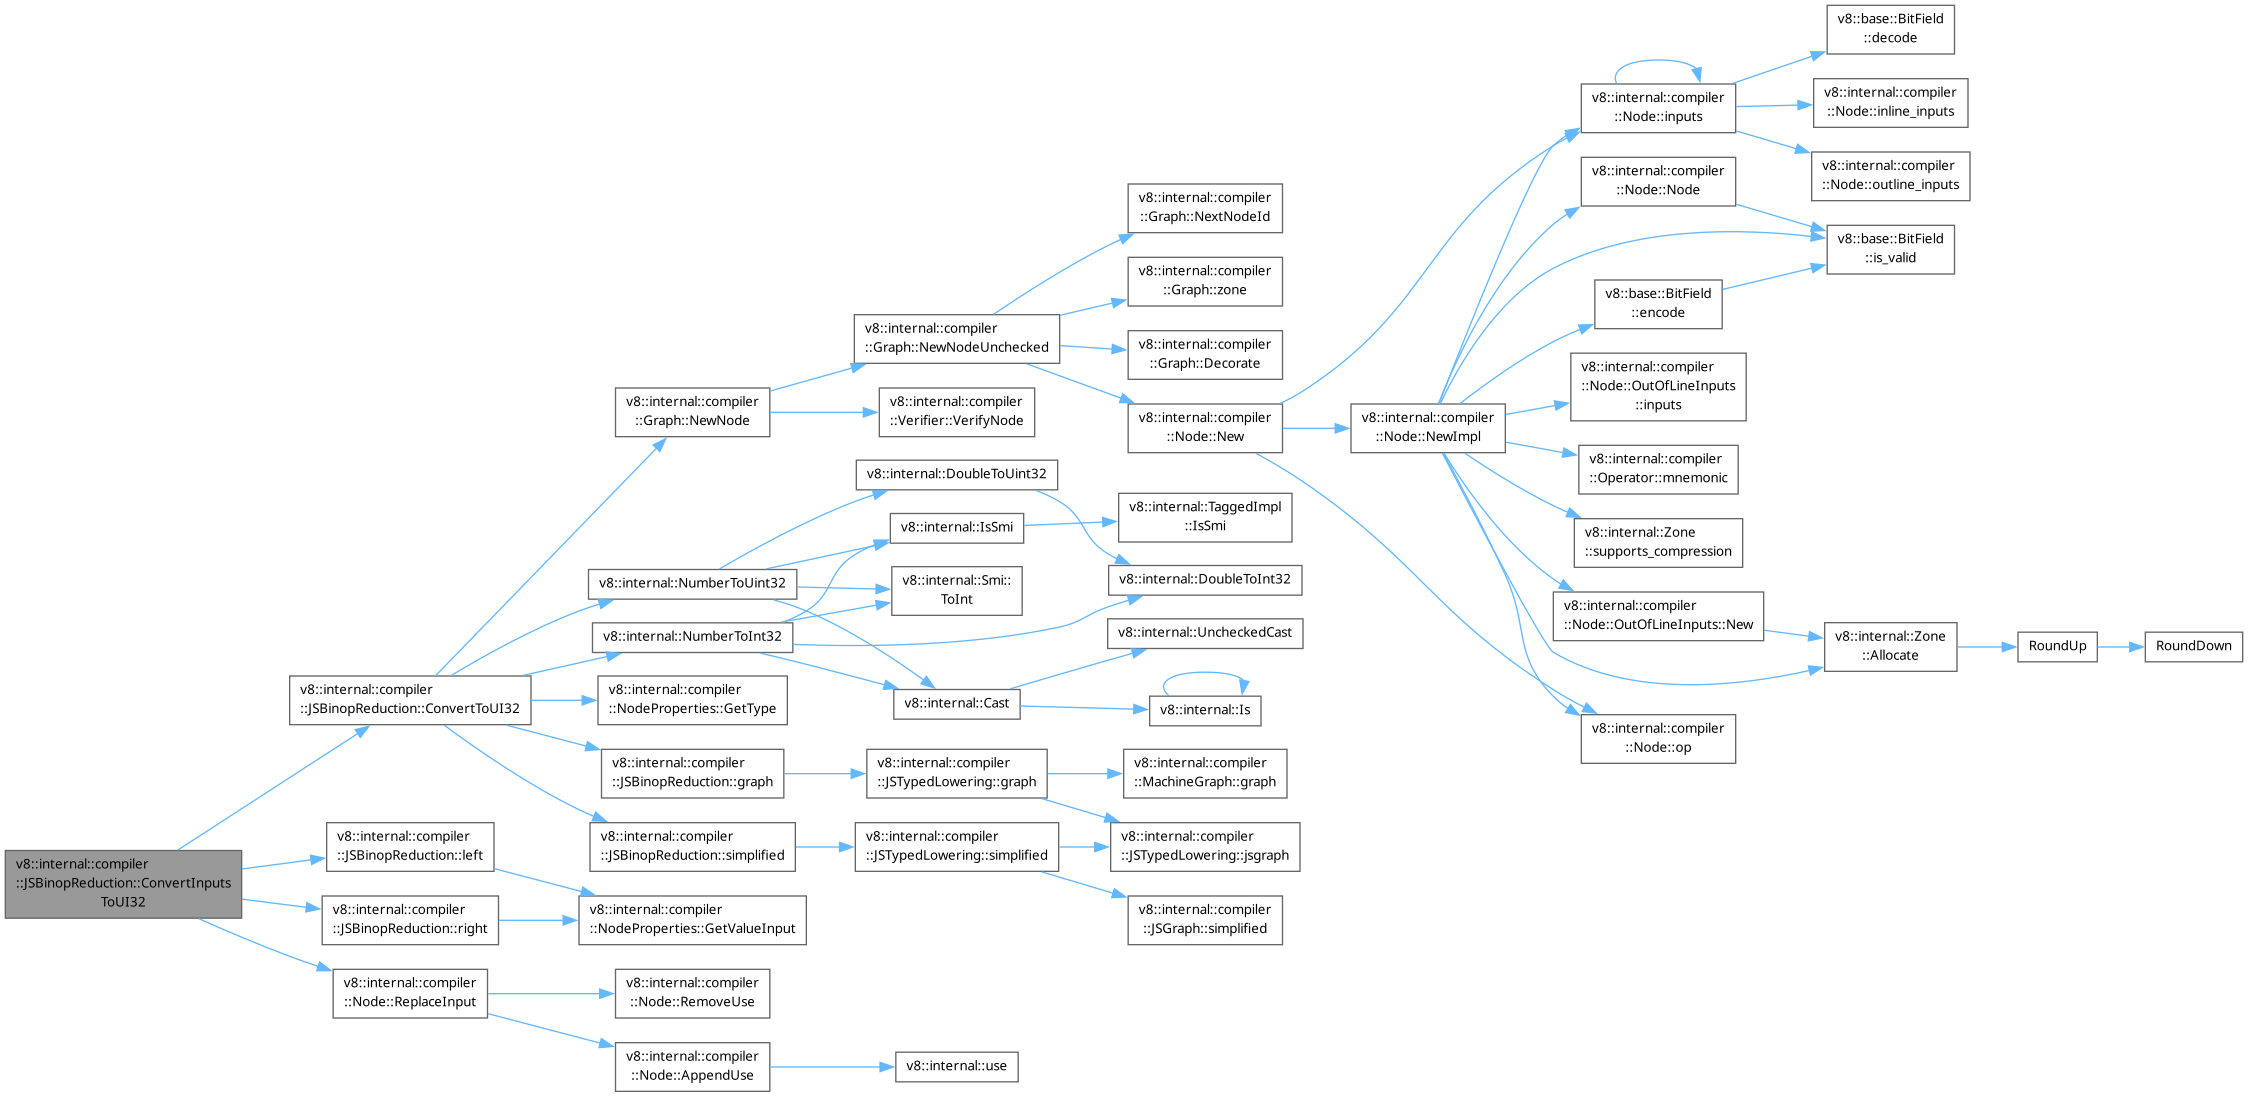 v8::internal::compiler
::JSBinopReduction::ConvertInputs
ToUI32
v8::internal::compiler
::JSBinopReduction::ConvertToUI32
v8::internal::compiler
::JSBinopReduction::left
v8::internal::compiler
::JSBinopReduction::right
v8::internal::compiler
::Node::ReplaceInput
v8::internal::compiler
::Graph::NewNode
v8::internal::NumberToUint32
v8::internal::NumberToInt32
v8::internal::compiler
::NodeProperties::GetType
v8::internal::compiler
::JSBinopReduction::graph
v8::internal::compiler
::JSBinopReduction::simplified
v8::internal::compiler
::NodeProperties::GetValueInput
v8::internal::compiler
::Node::RemoveUse
v8::internal::compiler
::Node::AppendUse
v8::internal::compiler
::Graph::NewNodeUnchecked
v8::internal::compiler
::Verifier::VerifyNode
v8::internal::DoubleToUint32
v8::internal::IsSmi
v8::internal::Smi::
ToInt
v8::internal::Cast
v8::internal::compiler
::JSTypedLowering::graph
v8::internal::compiler
::JSTypedLowering::simplified
v8::internal::use
v8::internal::compiler
::Graph::NextNodeId
v8::internal::compiler
::Graph::zone
v8::internal::compiler
::Graph::Decorate
v8::internal::compiler
::Node::New
v8::internal::TaggedImpl
::IsSmi
v8::internal::DoubleToInt32
v8::internal::UncheckedCast
v8::internal::Is
v8::internal::compiler
::MachineGraph::graph
v8::internal::compiler
::JSTypedLowering::jsgraph
v8::internal::compiler
::JSGraph::simplified
v8::internal::compiler
::Node::NewImpl
v8::internal::compiler
::Node::inputs
v8::internal::compiler
::Node::Node
v8::base::BitField
::encode
v8::internal::compiler
::Node::OutOfLineInputs
::inputs
v8::internal::compiler
::Operator::mnemonic
v8::internal::Zone
::supports_compression
v8::internal::compiler
::Node::OutOfLineInputs::New
v8::internal::compiler
::Node::op
v8::base::BitField
::decode
v8::internal::compiler
::Node::inline_inputs
v8::internal::compiler
::Node::outline_inputs
v8::base::BitField
::is_valid
v8::internal::Zone
::Allocate
RoundUp
RoundDown